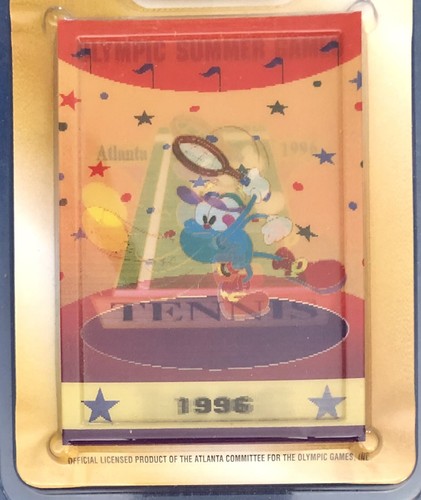 OLYMPIC SUMMER GAMES
Atlanta 1996
TENNIS
1996
OFFICIAL LICENSED PRODUCT OF THE ATLANTA COMMITTEE FOR THE OLYMPIC GAMES, INC